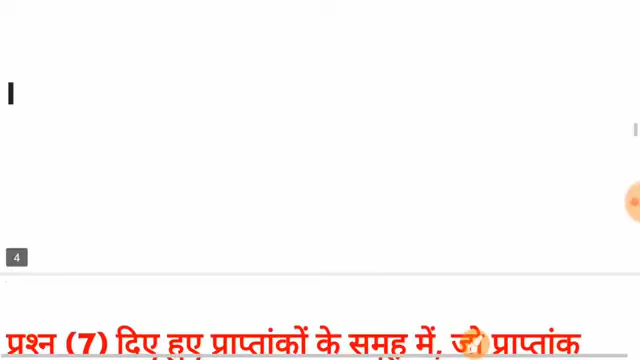 ।
4
प्रश्न (7) दिए हुए प्राप्तांकों के समूह में, जो प्राप्तांक